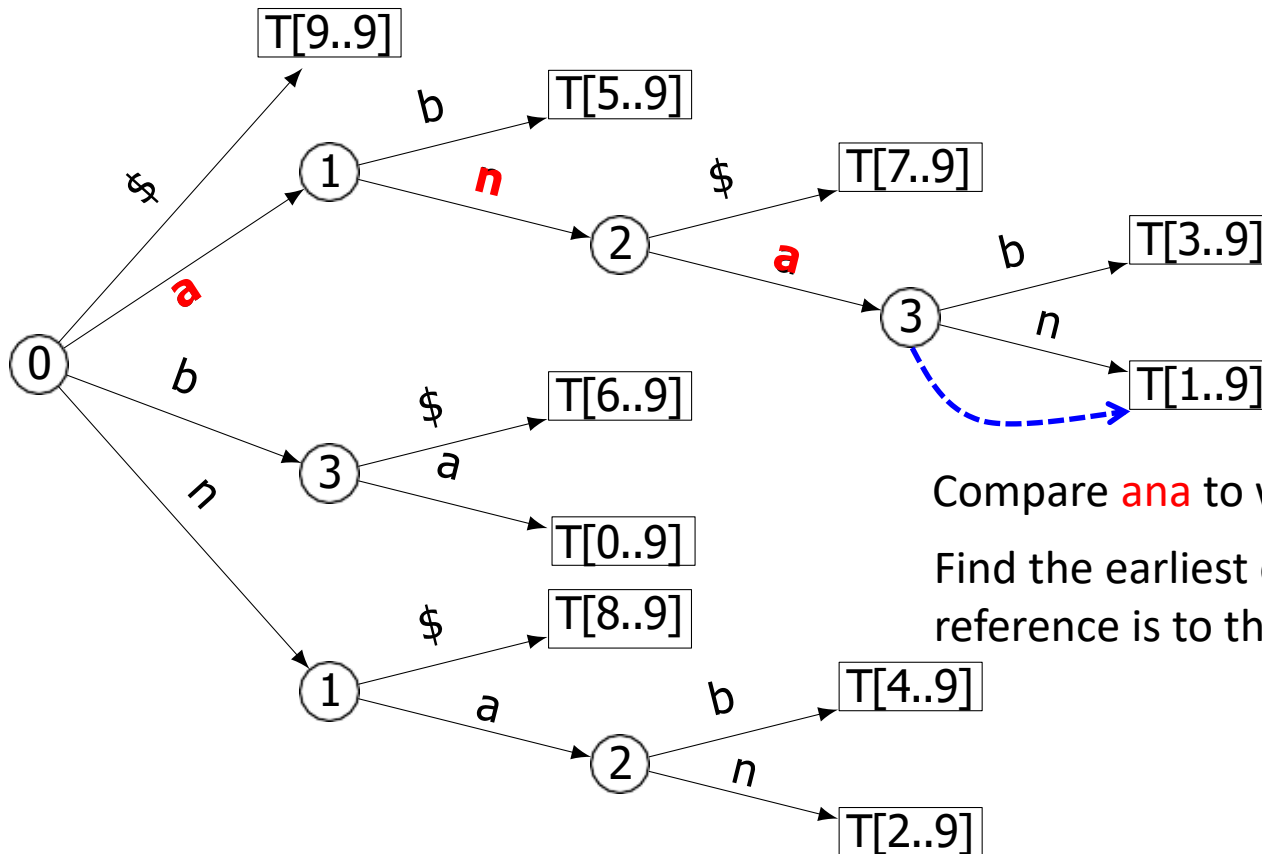 T[9..9]
b
T[5..9]
$
1
n
$
T[7..9]
2
a
b
T[3..9]
a
3
n
0
b
$
T[6..9]
T[1..9]
3
a
Compare ana to
n
T[0..9]
Find the earliest
$
T[8..9]
reference is to
1
a
b
T[4..9]
2
n
T[2..9]